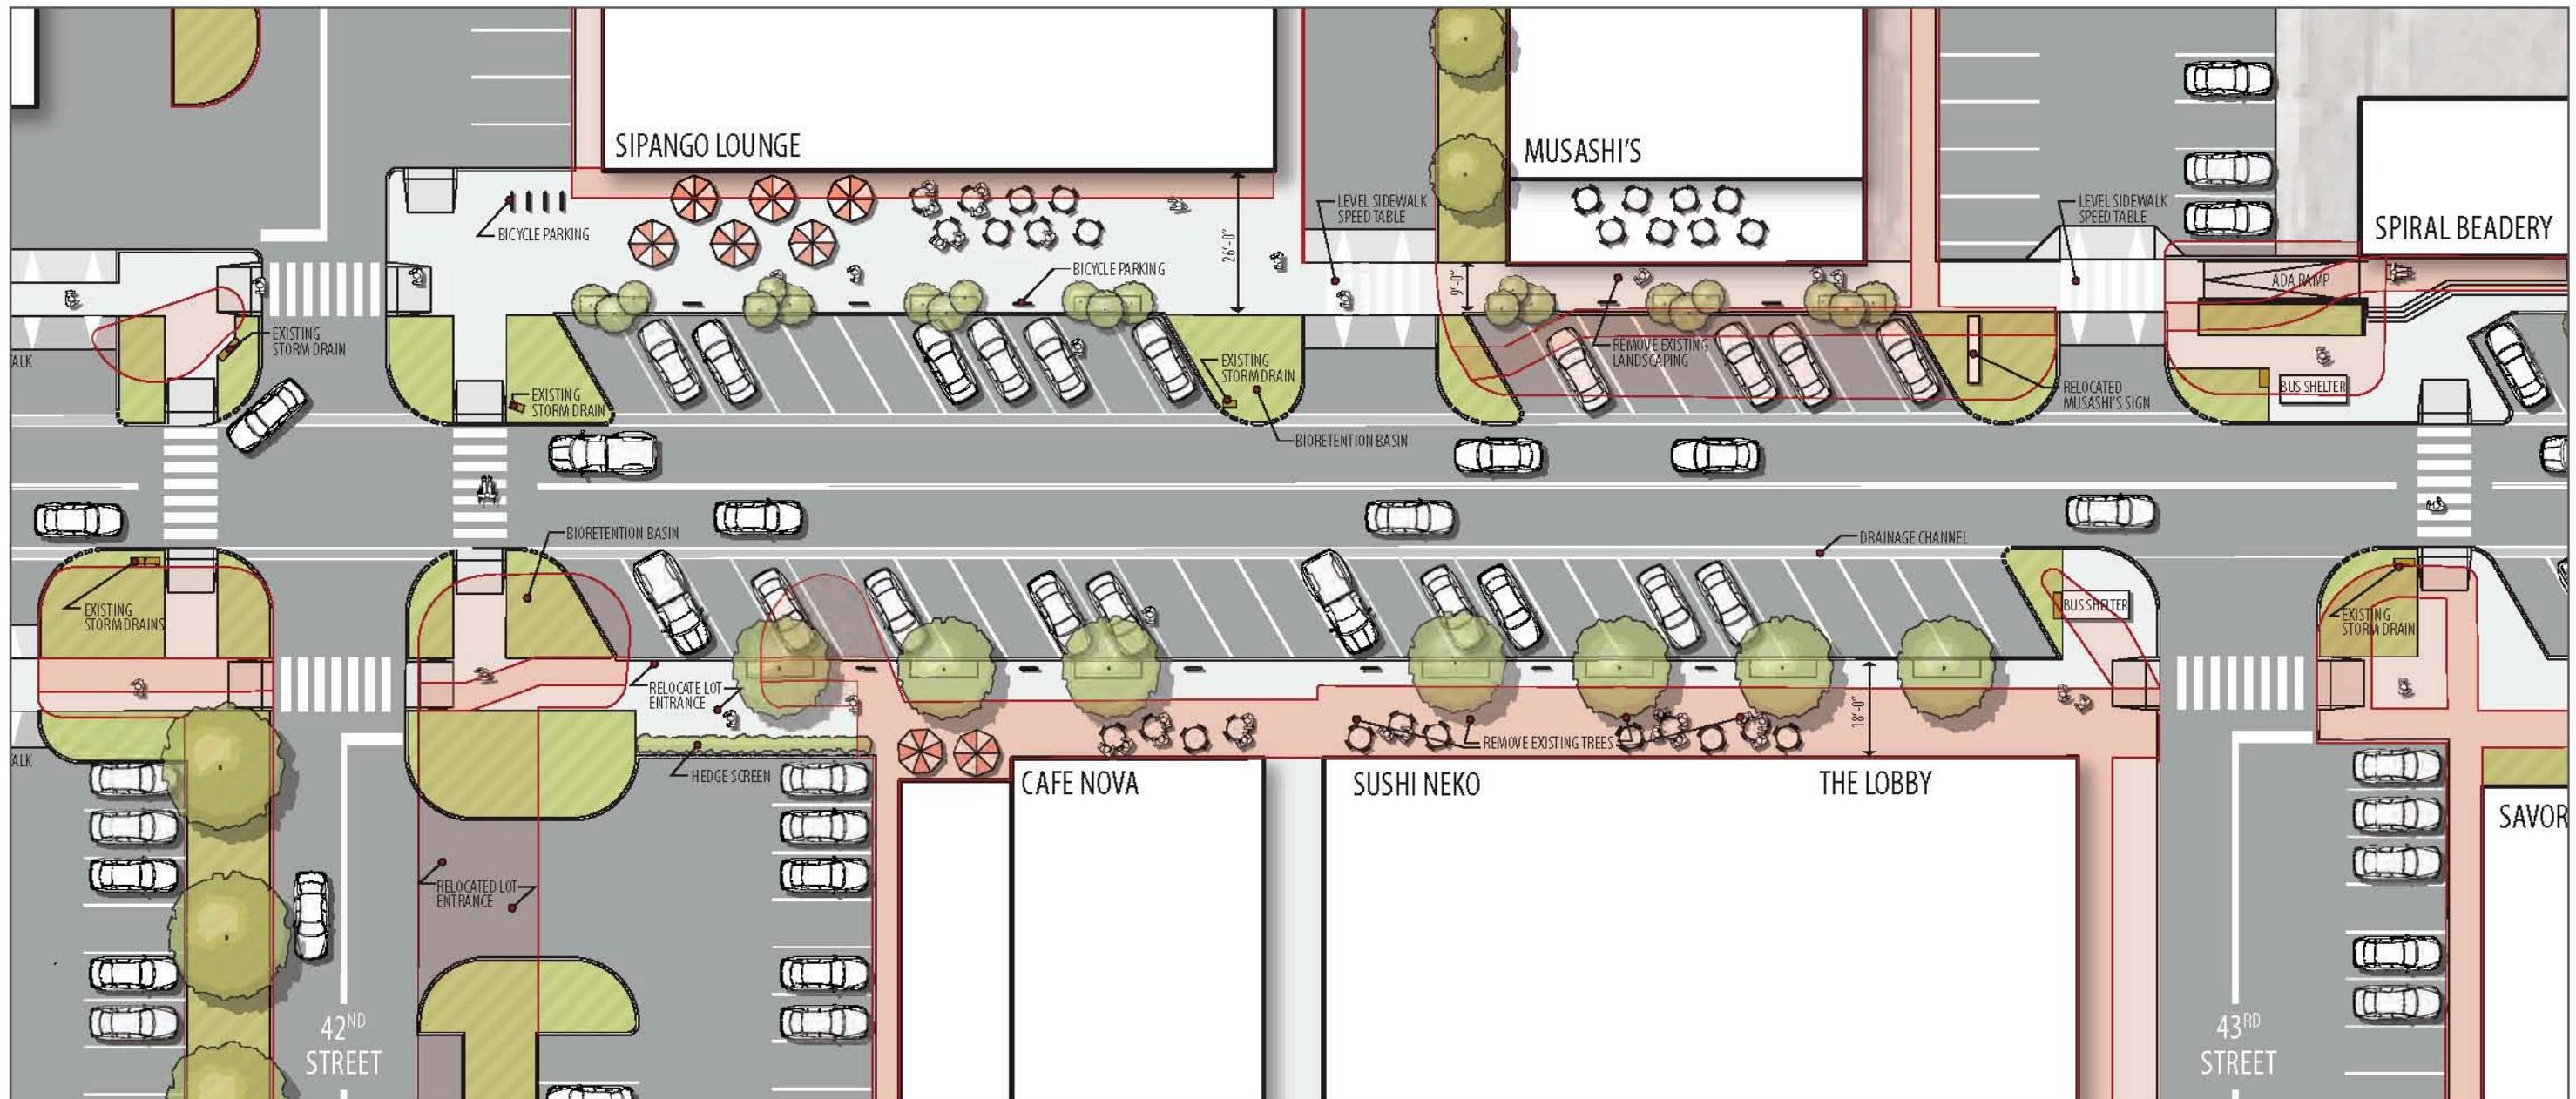 SIPANGO LOUNGE
MUSASHI'S
SPIRAL BEADERY
BICYCLE PARKING
BICYCLE PARKING
26'-0"
LEVEL SIDEWALK
SPEED TABLE
9'-0"
LEVEL SIDEWALK
SPEED TABLE
ADA RAMP
EXISTING
STORM DRAIN
ALK
EXISTING
STORM DRAIN
EXISTING
STORM DRAIN
REMOVE EXISTING
LANDSCAPING
RELOCATED
MUSASHI'S SIGN
BUS SHELTER
BIORETENTION BASIN
BIORETENTION BASIN
DRAINAGE CHANNEL
EXISTING
STORM DRAINS
BUS SHELTER
EXISTING
STORM DRAIN
RELOCATE LOT
ENTRANCE
18'-0"
REMOVE EXISTING TREES
ALK
HEDGE SCREEN
CAFE NOVA
SUSHI NEKO
THE LOBBY
SAVOR
RELOCATED LOT
ENTRANCE
42ND
STREET
43RD
STREET